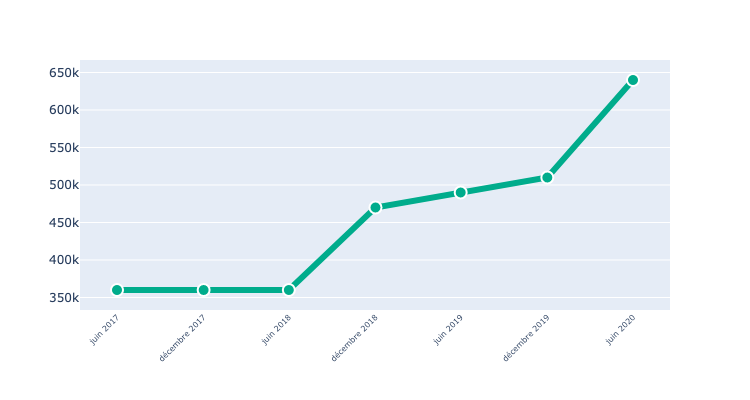 650k
600k
550k
500k
450k
400k
350k
juin 2017
décembre 2017
juin 2018
décembre 2018
juin 2019
décembre 2019
juin 2020